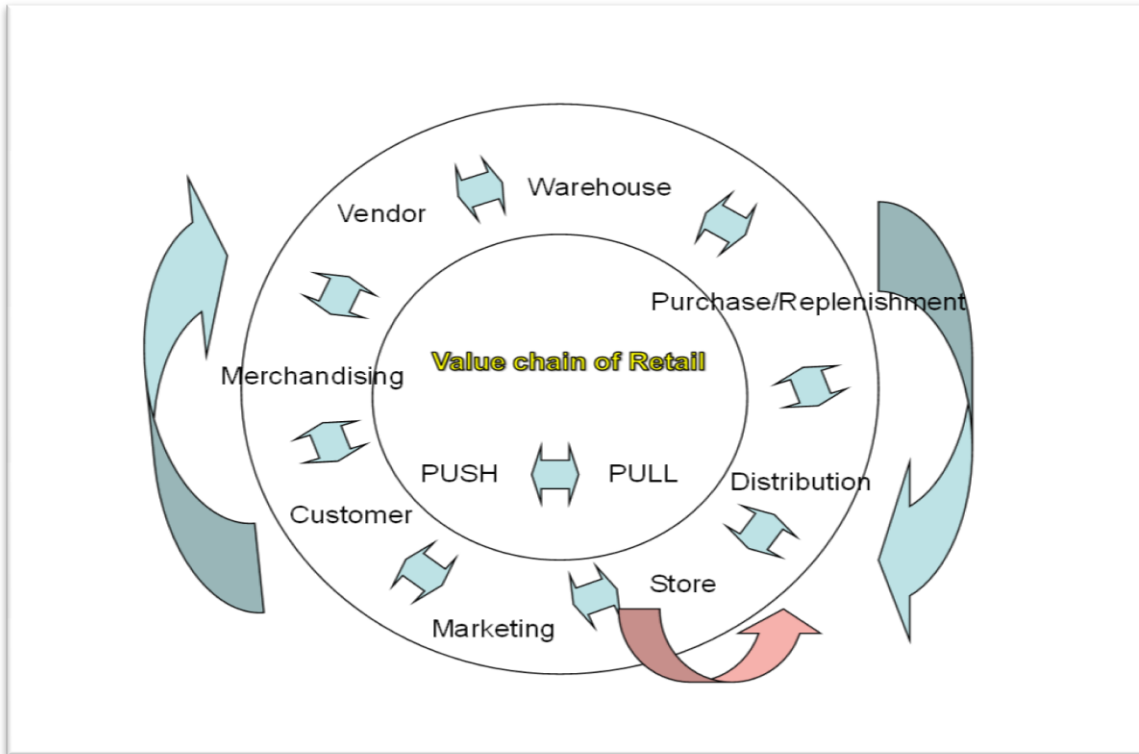 Warehouse
Vendor
Purchase/Replenishment
Value chain of Retail
Merchandising
PUSH
PULL
Distribution
Customer
Store
Marketing